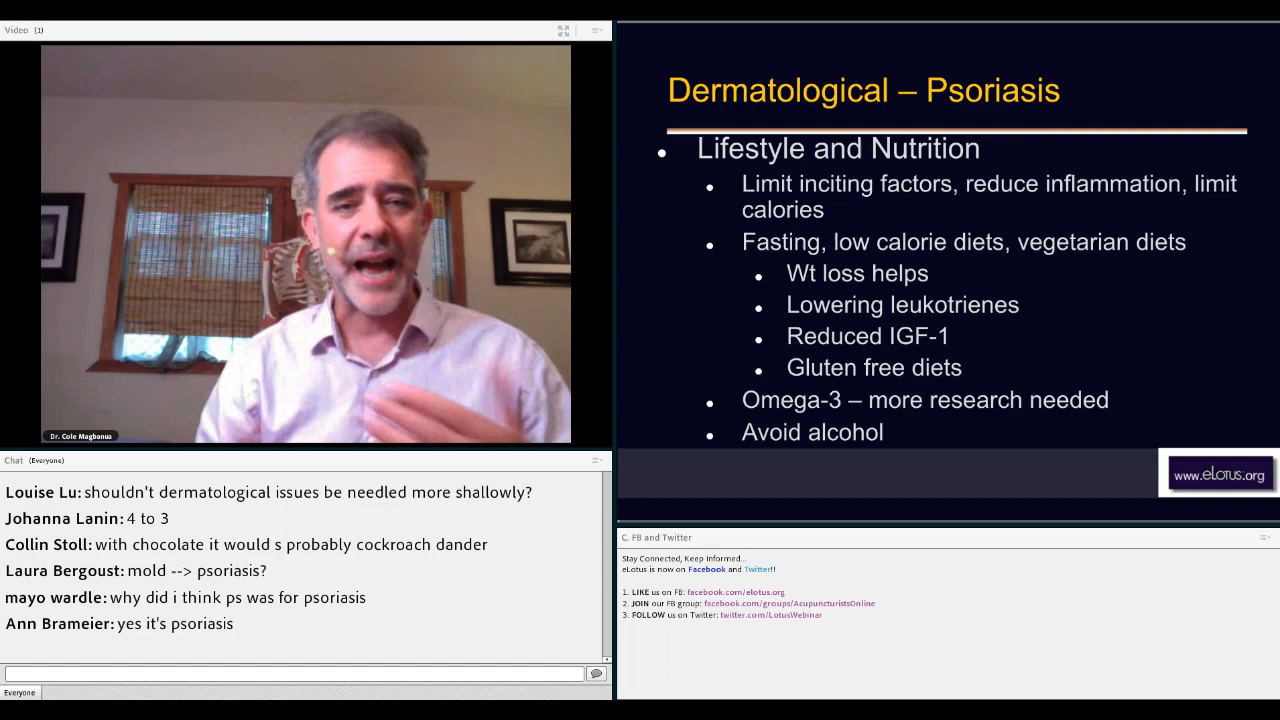 Video (1)
Dr. Cole Magbanua
Chat (Everyone)
Louise Lu: shouldn't dermatological issues be needled more shallowly?
Johanna Lanin: 4 to 3
Collin Stoll: with chocolate it would s probably cockroach dander
Laura Bergoust: mold --> psoriasis?
mayo wardle: why did i think ps was for psoriasis
Ann Brameier: yes it's psoriasis
Everyone
Dermatological – Psoriasis
Lifestyle and Nutrition
Limit inciting factors, reduce inflammation, limit
calories
Fasting, low calorie diets, vegetarian diets
Wt loss helps
Lowering leukotrienes
Reduced IGF-1
Gluten free diets
Omega-3 – more research needed
Avoid alcohol
www.eLotus.org
C. FB and Twitter
Stay Connected, Keep Informed...
eLotus is now on Facebook and Twitter!!
1. LIKE us on FB: facebook.com/elotus.org
2. JOIN our FB group: facebook.com/groups/AcupuncturistsOnline
3. FOLLOW us on Twitter: twitter.com/LotusWebinar